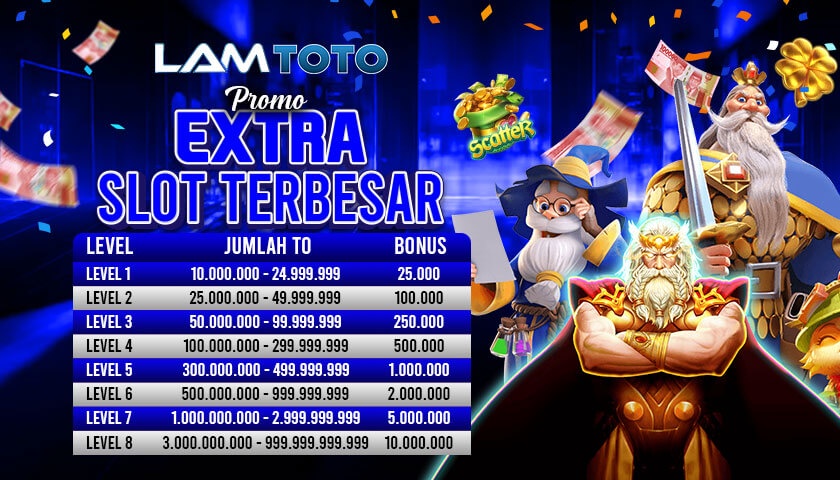 LAMTOTO
Promo
EXTRA
SLOT TERBESAR
Scatter
LEVEL JUMLAH TO BONUS
LEVEL 1 10.000.000 - 24.999.999 25.000
LEVEL 2 25.000.000 - 49.999.999 100.000
LEVEL 3 50.000.000 - 99.999.999 250.000
LEVEL 4 100.000.000 - 299.999.999 500.000
LEVEL 5 300.000.000 - 499.999.999 1.000.000
LEVEL 6 500.000.000 - 999.999.999 2.000.000
LEVEL 7 1.000.000.000 - 2.999.999.999 5.000.000
LEVEL 8 3.000.000.000 - 999.999.999.999 10.000.000